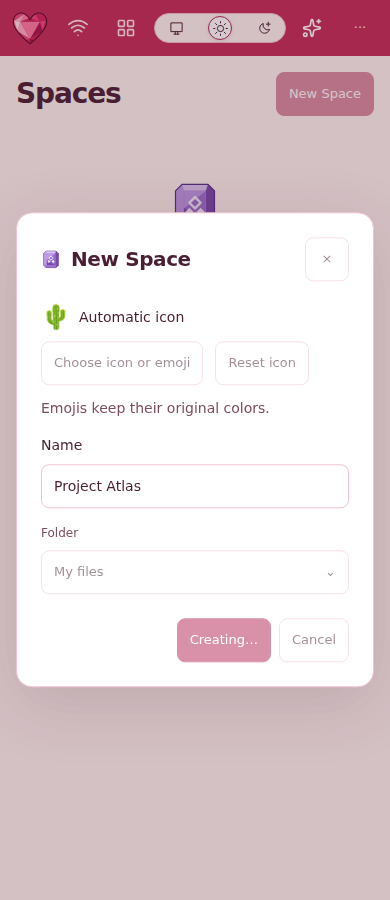 Spaces
New Space
New Space
×
Automatic icon
Choose icon or emoji
Reset icon
Emojis keep their original colors.
Name
Project Atlas
Folder
My files
Creating...
Cancel